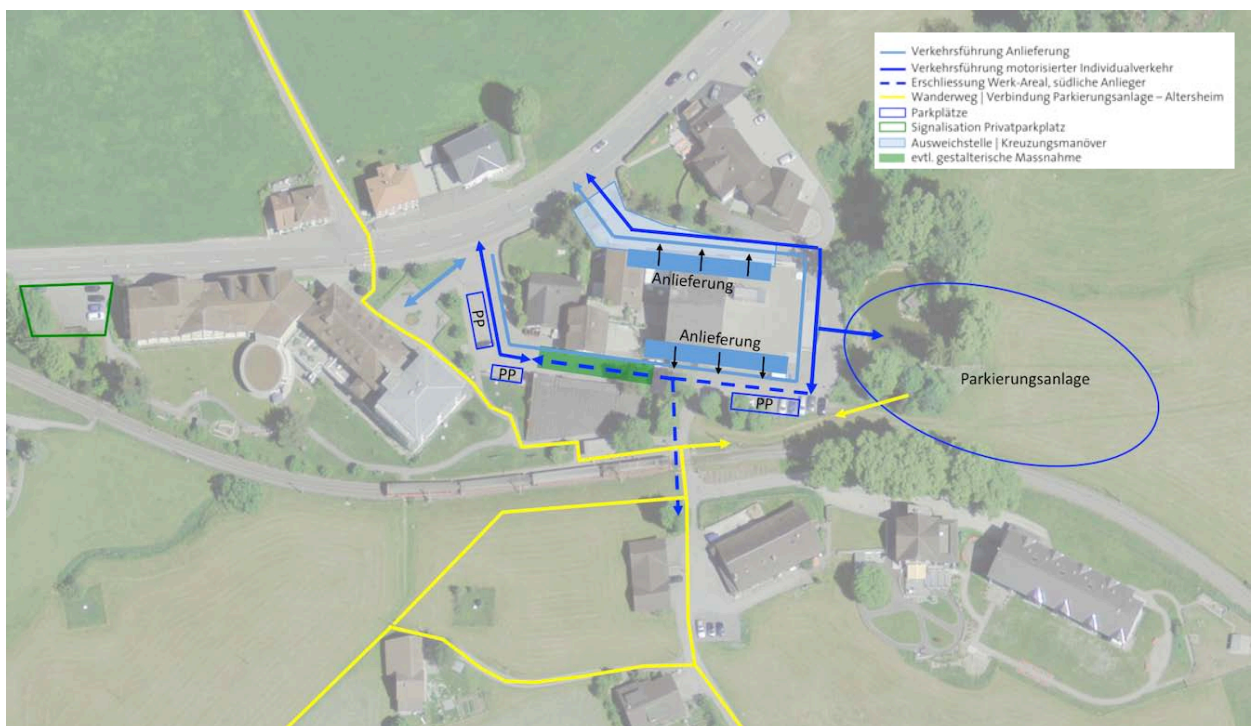 Verkehrsführung Anlieferung
Verkehrsführung motorisierter Individualverkehr
Erschliessung Werk-Areal, südliche Anlieger
Wanderweg | Verbindung Parkierungsanlage – Altersheim
Parkplätze
Signalisation Privatparkplatz
Ausweichstelle | Kreuzungsmanöver
evtl. gestalterische Massnahme
Anlieferung
PP
Anlieferung
PP
PP
Parkierungsanlage